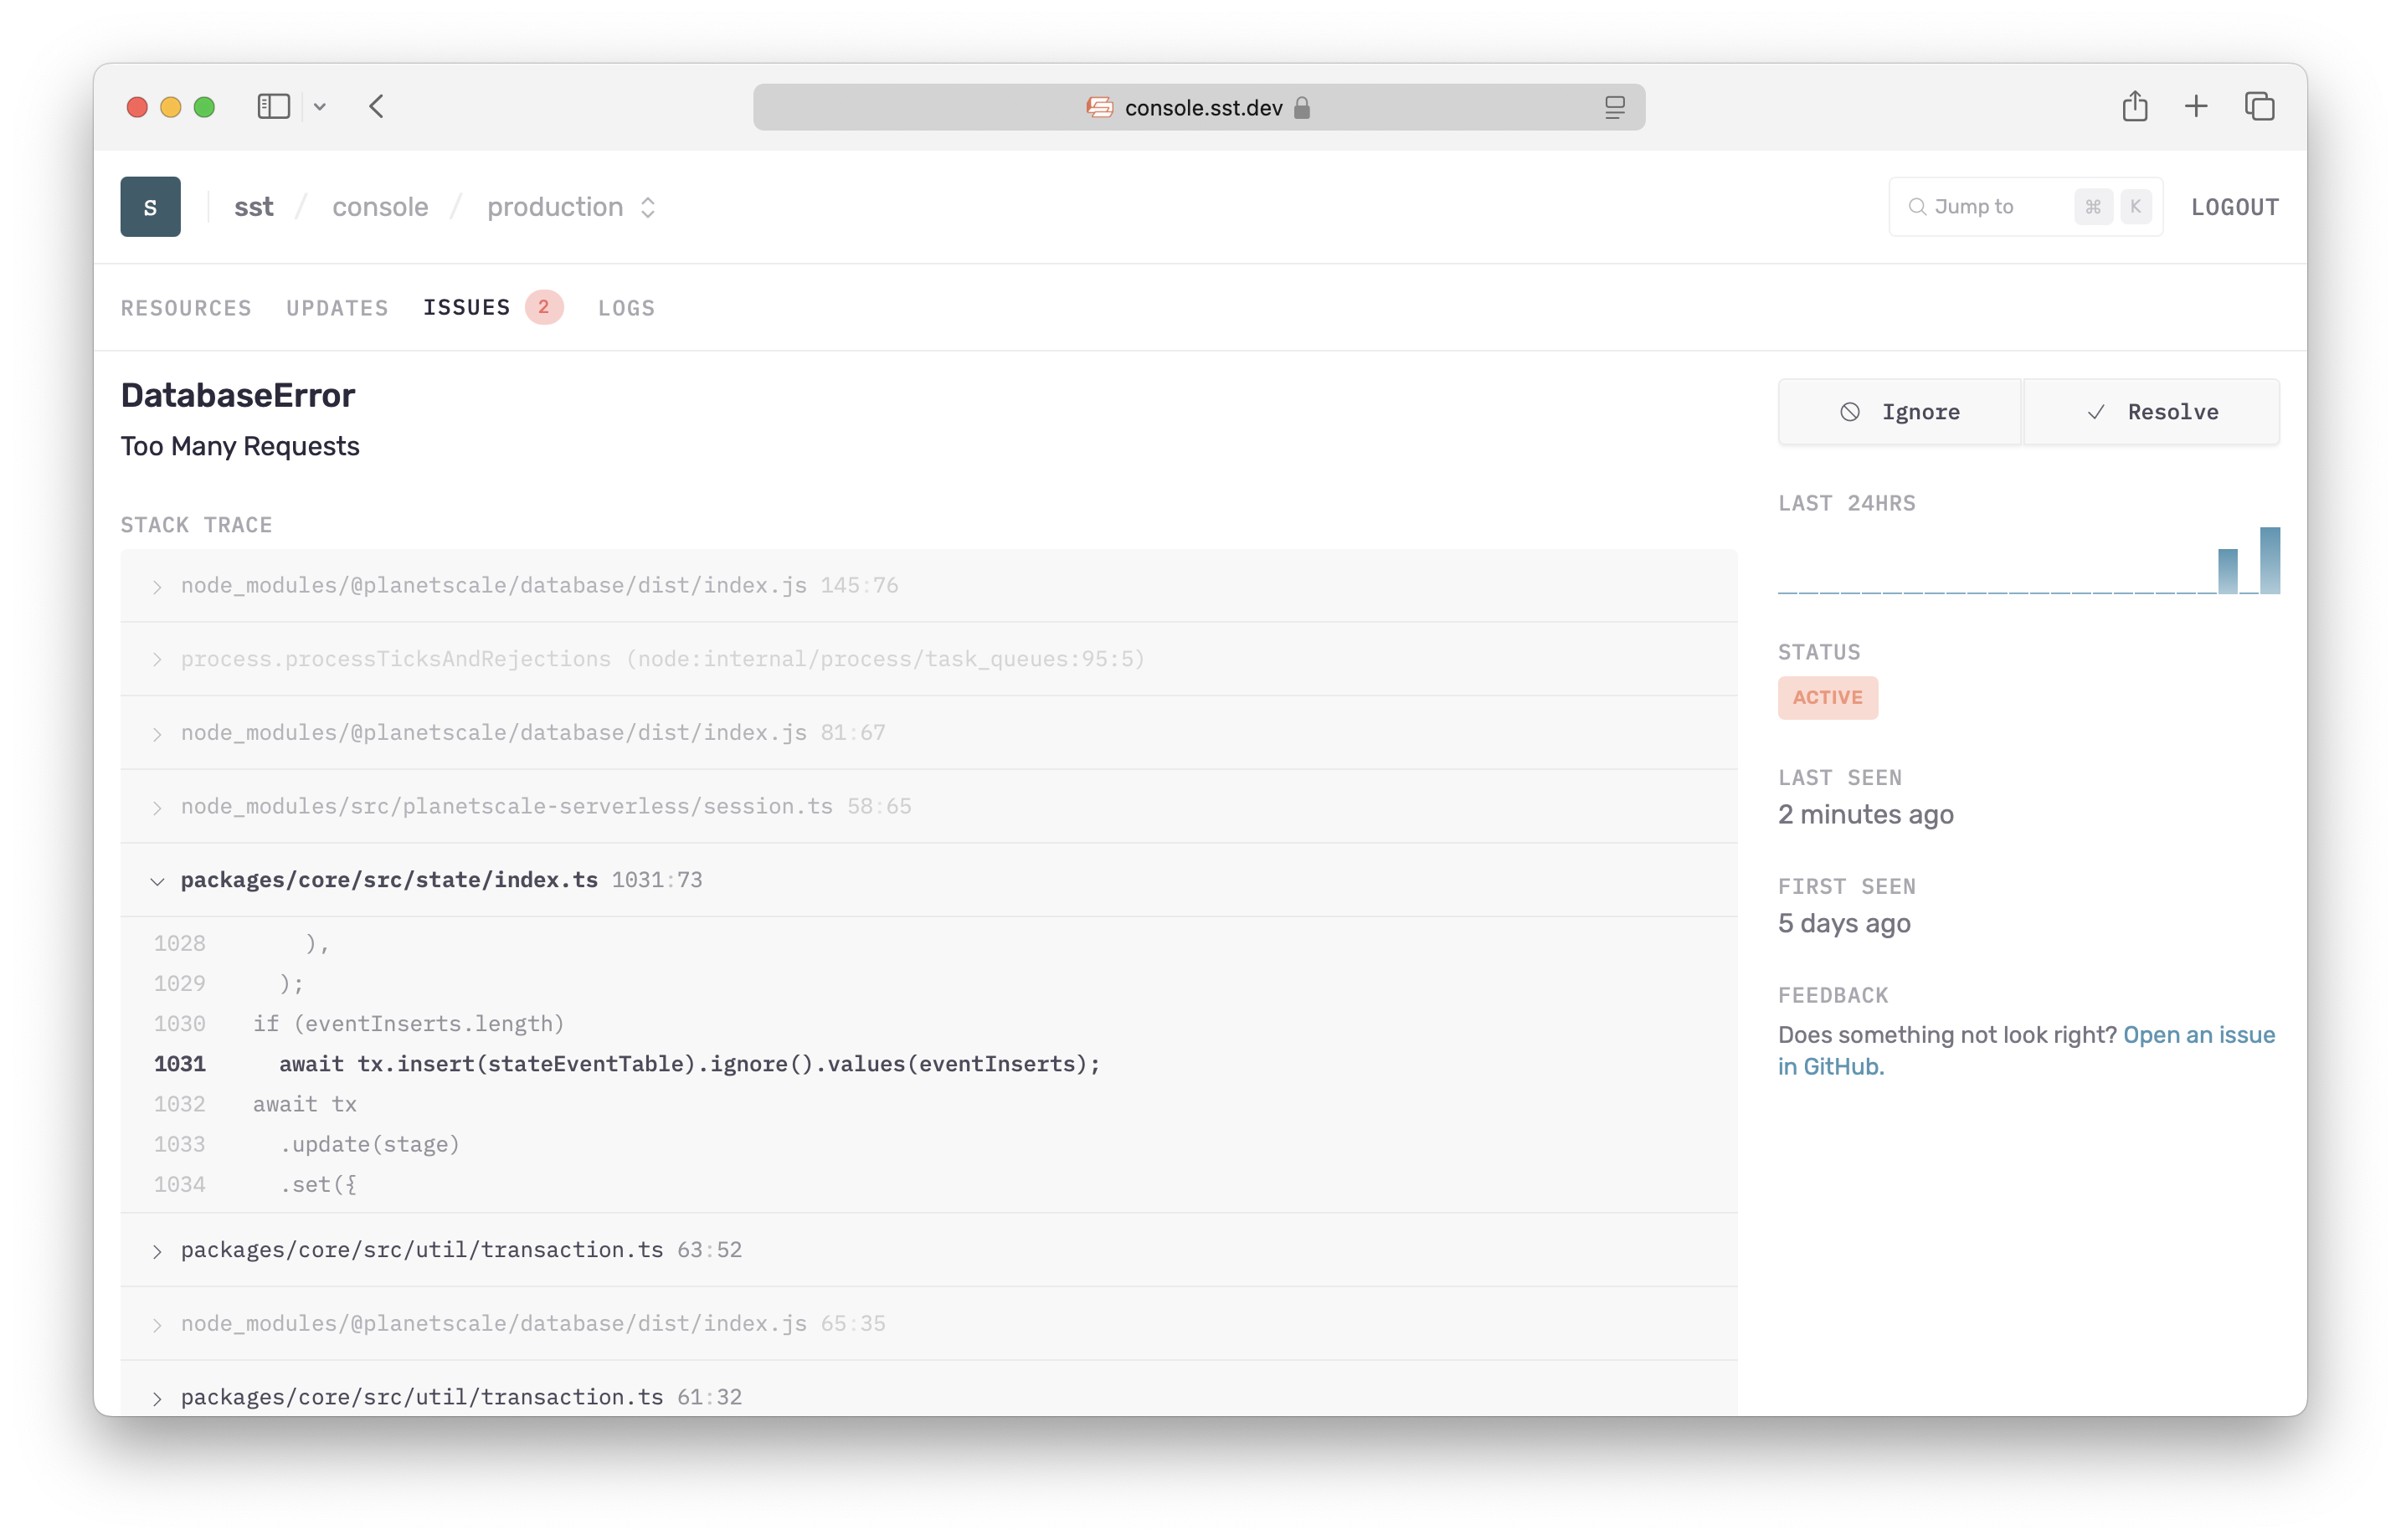 console.sst.dev
S sst / console / production Jump to ⌘ K LOGOUT
RESOURCES UPDATES ISSUES 2 LOGS
DatabaseError
Too Many Requests
STACK TRACE
node_modules/@planetscale/database/dist/index.js 145:76
process.processTicksAndRejections (node:internal/process/task_queues:95:5)
node_modules/@planetscale/database/dist/index.js 81:67
node_modules/src/planetscale-serverless/session.ts 58:65
packages/core/src/state/index.ts 1031:73
1028 ),
1029 );
1030 if (eventInserts.length)
1031 await tx.insert(stateEventTable).ignore().values(eventInserts);
1032 await tx
1033 .update(stage)
1034 .set({
packages/core/src/util/transaction.ts 63:52
node_modules/@planetscale/database/dist/index.js 65:35
packages/core/src/util/transaction.ts 61:32
Ignore Resolve
LAST 24HRS
STATUS
ACTIVE
LAST SEEN
2 minutes ago
FIRST SEEN
5 days ago
FEEDBACK
Does something not look right? Open an issue
in GitHub.